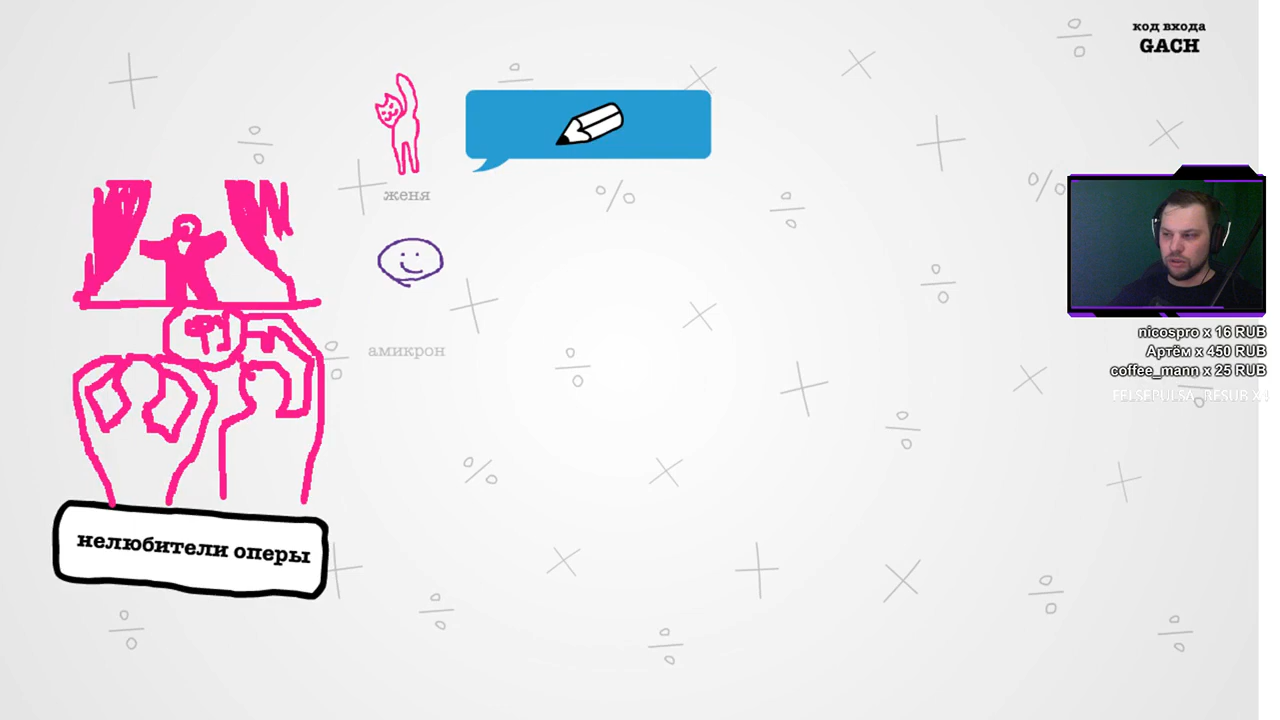 код входа
GACH
женя
амикрон
nicospro x 16 RUB
Артём x 450 RUB
coffee_mann x 25 RUB
нелюбители оперы